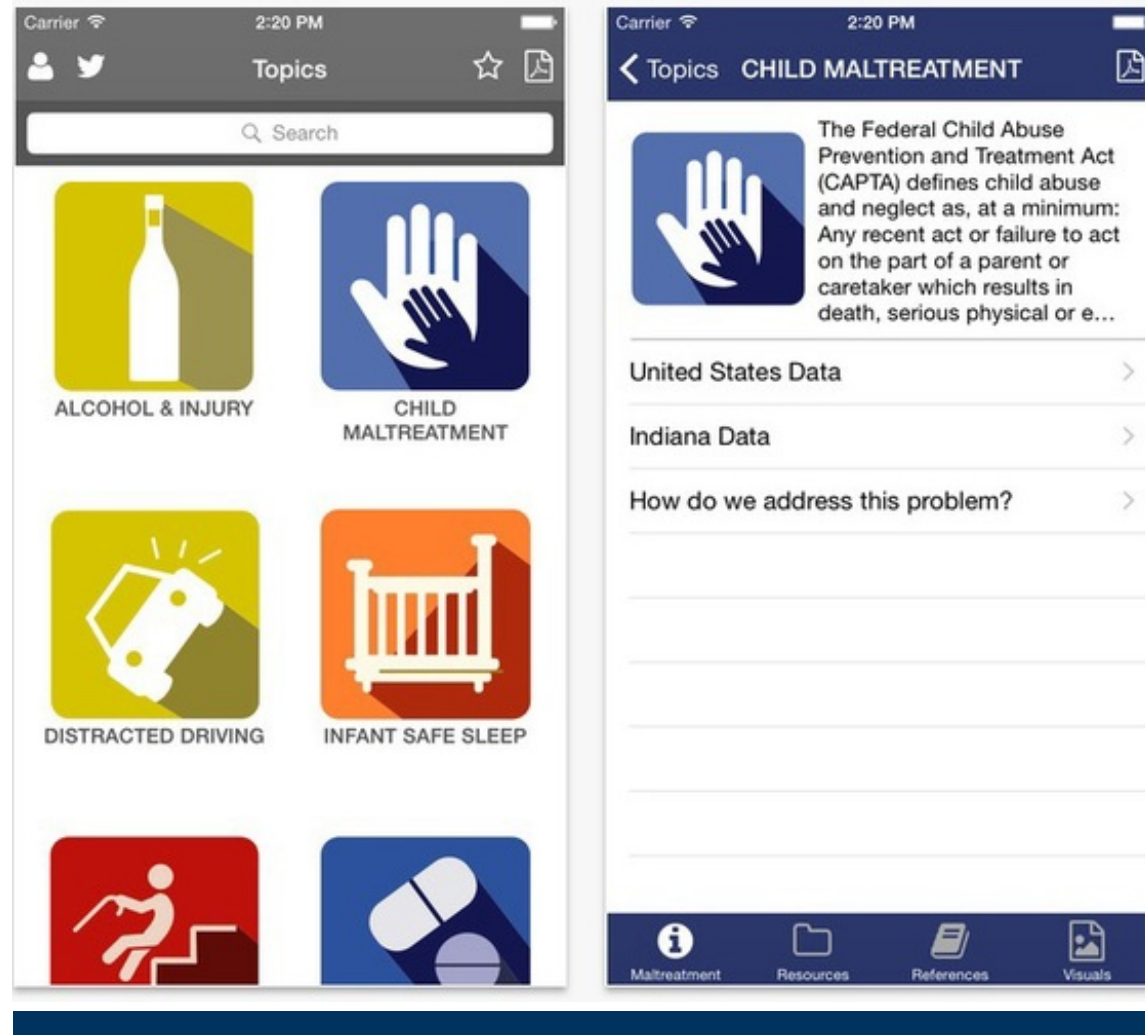 Carrier 2:20 PM
Topics
Search
ALCOHOL & INJURY
CHILD
MALTREATMENT
DISTRACTED DRIVING
INFANT SAFE SLEEP
Carrier 2:20 PM
Topics CHILD MALTREATMENT
The Federal Child Abuse
Prevention and Treatment Act
(CAPTA) defines child abuse
and neglect as, at a minimum:
Any recent act or failure to act
on the part of a parent or
caretaker which results in
death, serious physical or e...
United States Data
Indiana Data
How do we address this problem?
Maltreatment Resources References Visuals